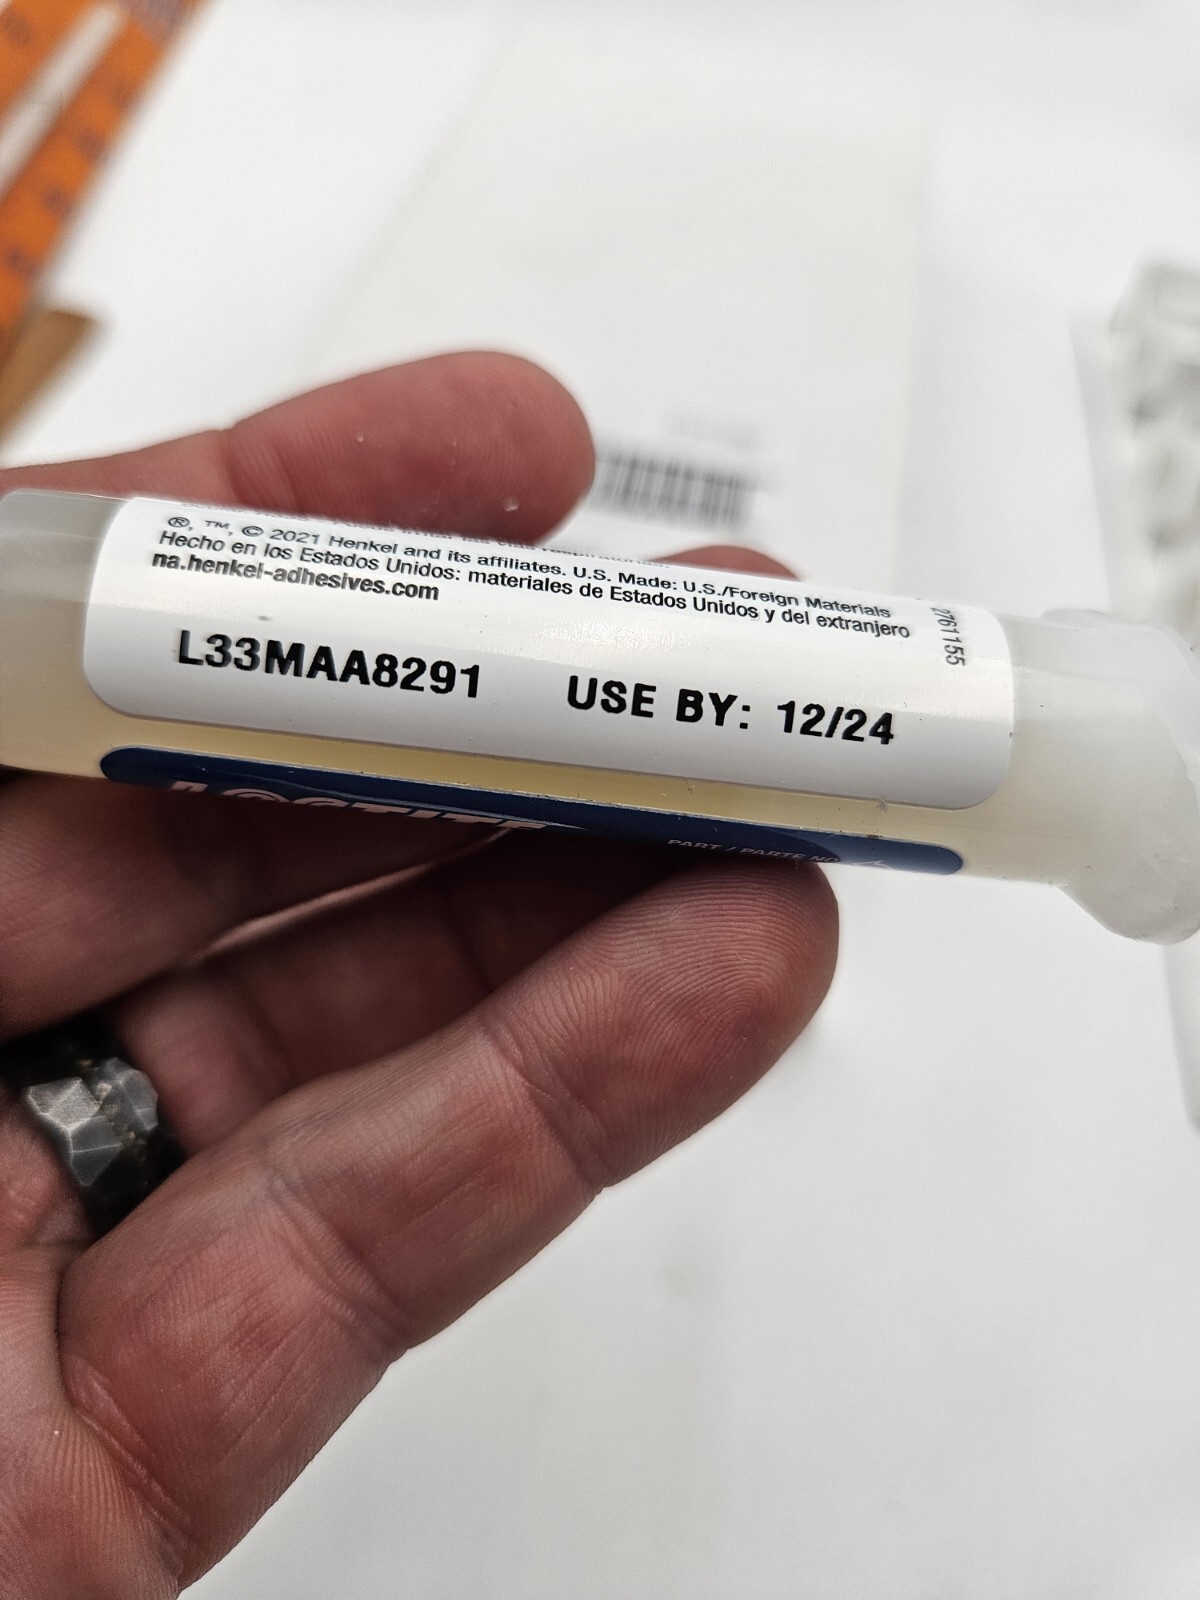 ®, ™, © 2021 Henkel and its affiliates. U.S. Made: U.S./Foreign Materials
Hecho en los Estados Unidos: materiales de Estados Unidos y del extranjero
na.henkel-adhesives.com
2761155
L33MAA8291 USE BY: 12/24
LOCTITE
PART / PARTE NO